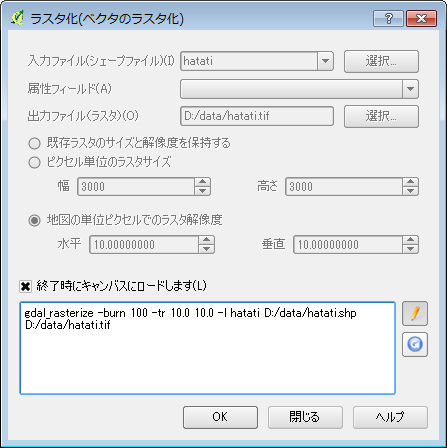 ラスタ化(ベクタのラスタ化)
入力ファイル(シェープファイル)(I) hatati 選択...
属性フィールド(A)
出力ファイル(ラスタ)(O) D:/data/hatati.tif 選択...
既存ラスタのサイズと解像度を保持する
ピクセル単位のラスタサイズ
幅 3000 高さ 3000
地図の単位ピクセルでのラスタ解像度
水平 10.00000000 垂直 10.00000000
終了時にキャンバスにロードします(L)
gdal_rasterize -burn 100 -tr 10.0 10.0 -l hatati D:/data/hatati.shp
D:/data/hatati.tif
OK 閉じる ヘルプ